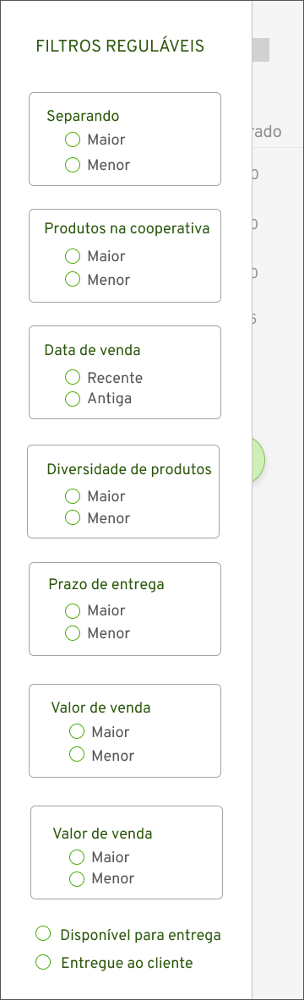 FILTROS REGULÁVEIS
rado
Separando
Maior
Menor
0
Produtos na cooperativa
0
Maior
Menor
0
5
Data de venda
Recente
Antiga
Diversidade de produtos
Maior
Menor
Prazo de entrega
Maior
Menor
Valor de venda
Maior
Menor
Valor de venda
Maior
Menor
Disponível para entrega
Entregue ao cliente